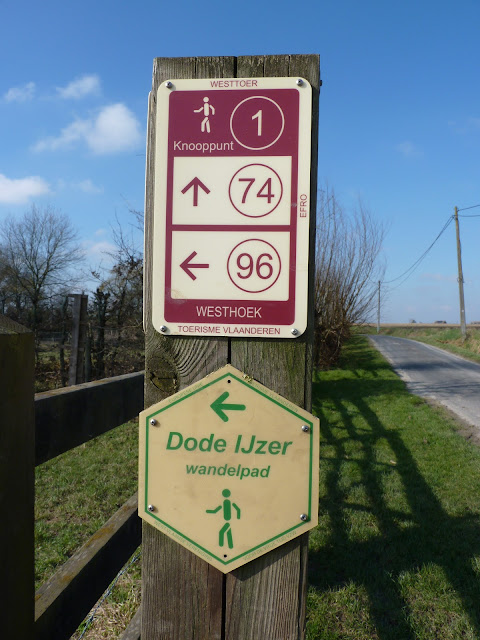 WESTTOER
1
Knooppunt
74
EFRO
96
WESTHOEK
TOERISME VLAANDEREN
Dode IJzer
wandelpad